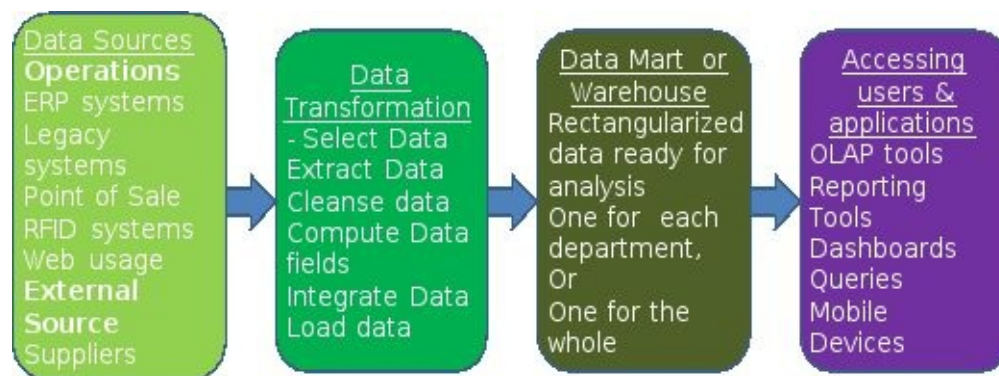 Data Sources
Operations
ERP systems
Legacy
systems
Point of Sale
RFID systems
Web usage
External
Source
Suppliers
Data
Transformation
- Select Data
Extract Data
Cleanse data
Compute Data
fields
Integrate Data
Load data
Data Mart or
Warehouse
Rectangularized
data ready for
analysis
One for each
department,
Or
One for the
whole
Accessing
users &
applications
OLAP tools
Reporting
Tools
Dashboards
Queries
Mobile
Devices